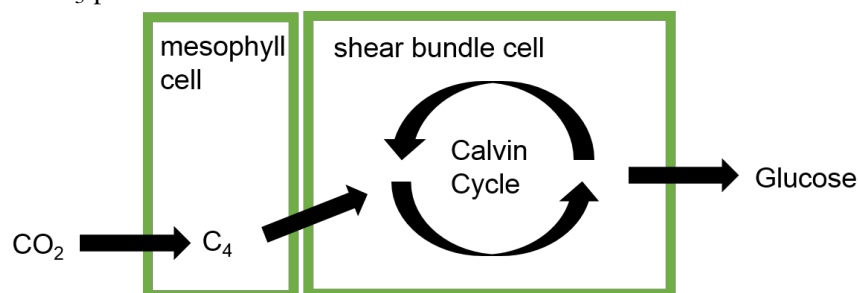 mesophyll
cell
shear bundle cell
Calvin
Cycle
Glucose
CO₂
C₄